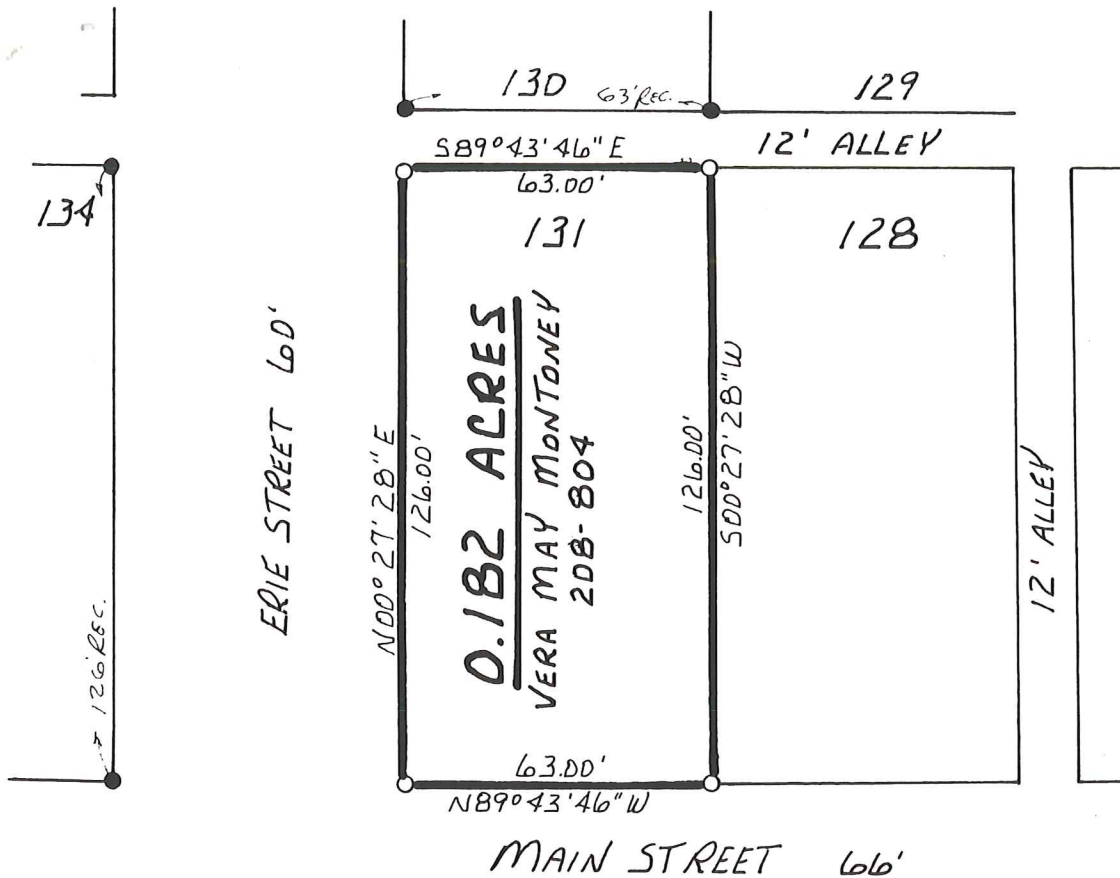 130
63'REC.
129
S89°43'46"E
12' ALLEY
63.00'
134
131
128
ERIE STREET 60'
N00°27'28"E
126.00'
0.182 ACRES
VERA MAY MONTONEY
208-804
126.00'
S00°27'28"W
12' ALLEY
126'REC.
63.00'
N89°43'46"W
MAIN STREET 66'